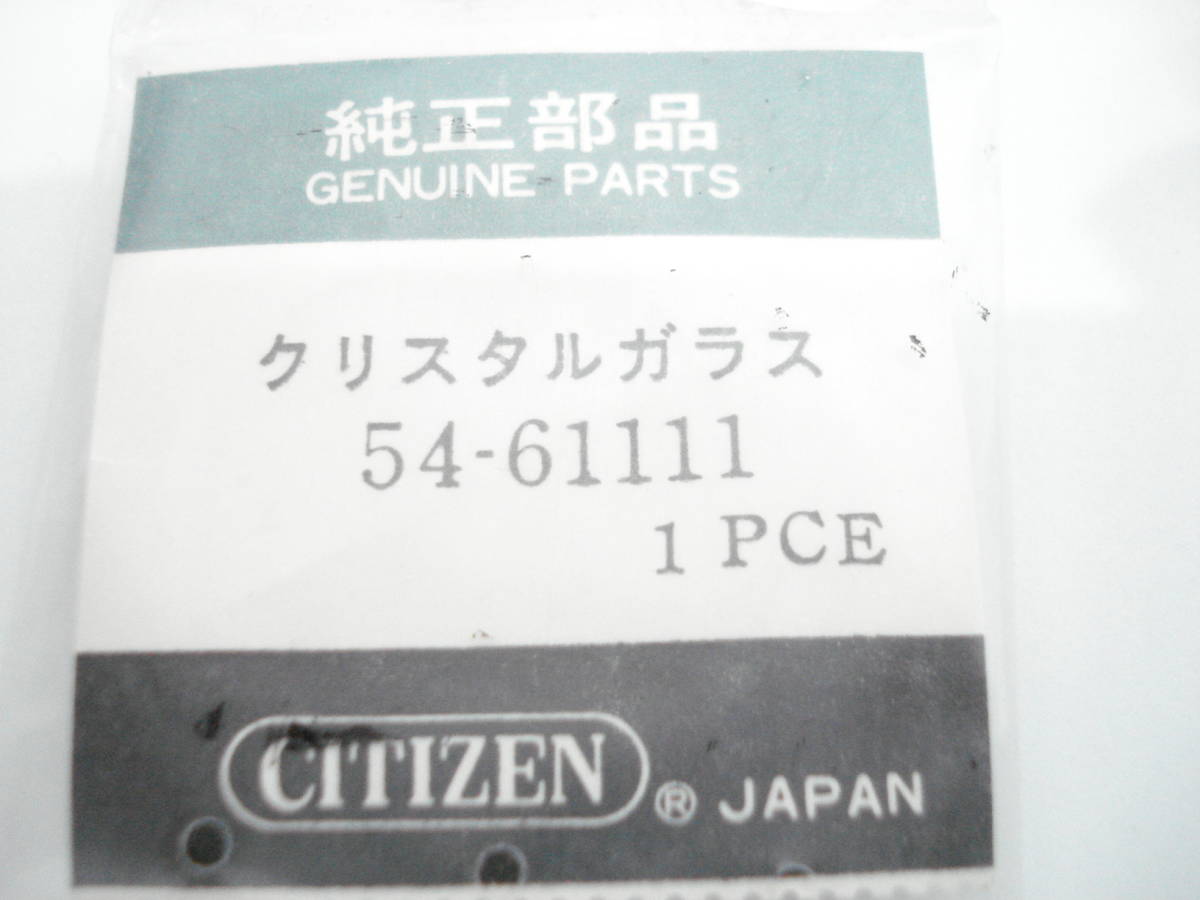 純正部品
GENUINE PARTS
クリスタルガラス
54-61111
1 PCE
CITIZEN ® JAPAN